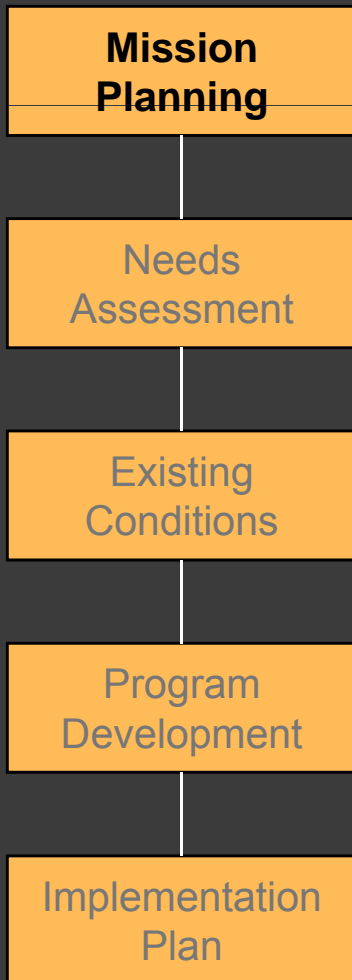 Mission
Planning
Needs
Assessment
Existing
Conditions
Program
Development
Implementation
Plan